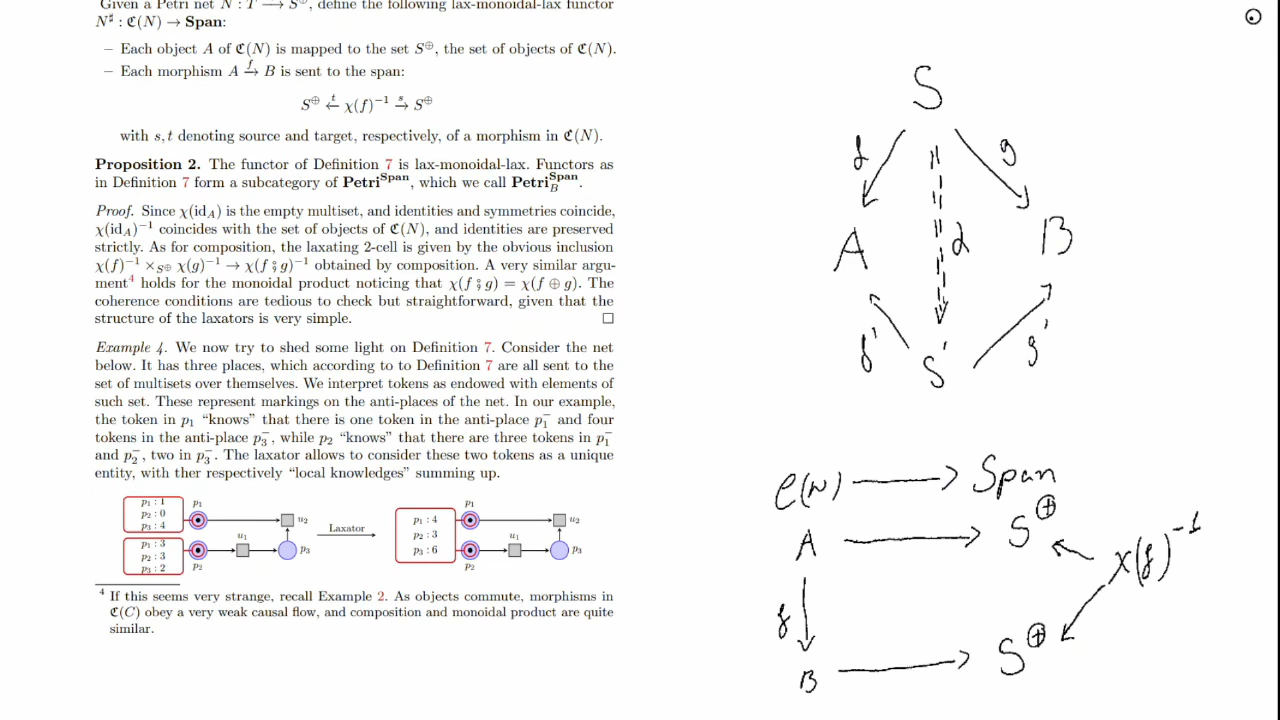 Given a Petri net N : T → S⊕, define the following lax-monoidal-lax functor
N♯ : ℭ(N) → Span:
– Each object A of ℭ(N) is mapped to the set S⊕, the set of objects of ℭ(N).
– Each morphism A →f B is sent to the span:
S⊕ ←t χ(f)−1 →s S⊕
with s, t denoting source and target, respectively, of a morphism in ℭ(N).
Proposition 2. The functor of Definition 7 is lax-monoidal-lax. Functors as
in Definition 7 form a subcategory of PetriSpan, which we call PetriSpanB.
Proof. Since χ(idA) is the empty multiset, and identities and symmetries coincide,
χ(idA)−1 coincides with the set of objects of ℭ(N), and identities are preserved
strictly. As for composition, the laxating 2-cell is given by the obvious inclusion
χ(f)−1 ×S⊕ χ(g)−1 → χ(f ⨟ g)−1 obtained by composition. A very similar argu-
ment4 holds for the monoidal product noticing that χ(f ⨟ g) = χ(f ⊕ g). The
coherence conditions are tedious to check but straightforward, given that the
structure of the laxators is very simple. □
Example 4. We now try to shed some light on Definition 7. Consider the net
below. It has three places, which according to to Definition 7 are all sent to the
set of multisets over themselves. We interpret tokens as endowed with elements of
such set. These represent markings on the anti-places of the net. In our example,
the token in p1 “knows” that there is one token in the anti-place p1− and four
tokens in the anti-place p3−, while p2 “knows” that there are three tokens in p1−
and p2−, two in p3−. The laxator allows to consider these two tokens as a unique
entity, with ther respectively “local knowledges” summing up.
p1 : 1
p2 : 0
p3 : 4
p1
u2
p1 : 3
p2 : 3
p3 : 2
p2
u1
p3
Laxator
p1 : 4
p2 : 3
p3 : 6
p1
u2
p2
u1
p3
4 If this seems very strange, recall Example 2. As objects commute, morphisms in
ℭ(C) obey a very weak causal flow, and composition and monoidal product are quite
similar.
S
f g
A α B
f' S' g'
C(N) → Span
A → S⊕
χ(f)−1
f
B → S⊕